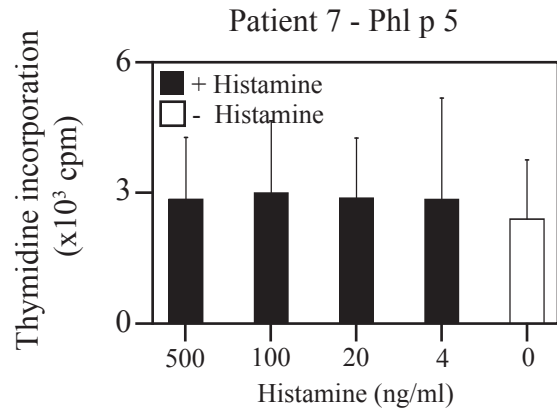 Patient 7 - Phl p 5
Thymidine incorporation
(x10³ cpm)
6
3
0
+ Histamine
- Histamine
500 100 20 4 0
Histamine (ng/ml)